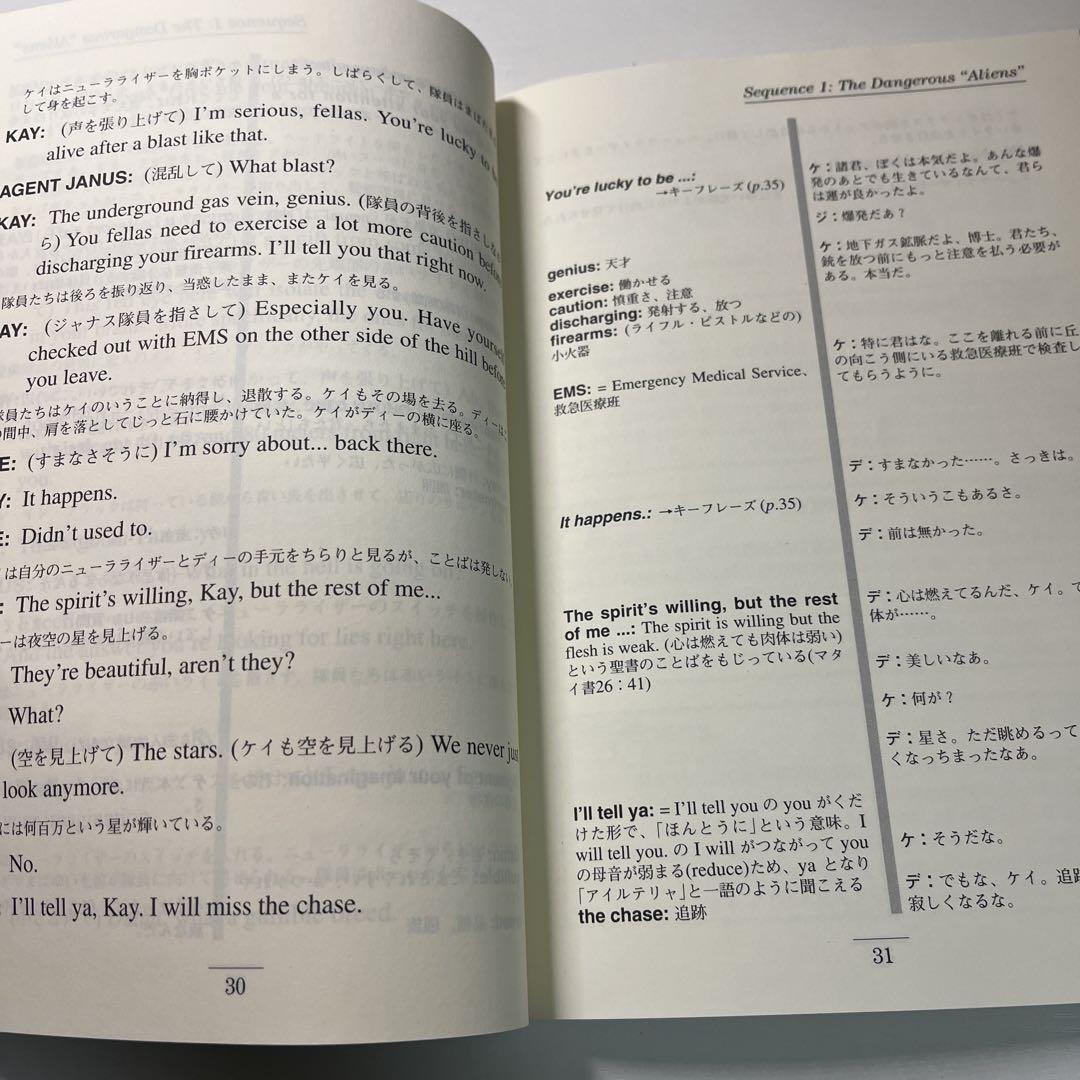 ケイはニューラライザーを胸ポケットにしまう。しばらくして、隊員は
して身を起こす。
KAY: (声を張り上げて) I'm serious, fellas. You're lucky to be
alive after a blast like that.
AGENT JANUS: (混乱して) What blast?
KAY: The underground gas vein, genius. (隊員の背後を指さしなが
ら) You fellas need to exercise a lot more caution before
discharging your firearms. I'll tell you that right now.
隊員たちは後ろを振り返り、当惑したまま、またケイを見る。
AY: (ジャナス隊員を指さして) Especially you. Have yourself
checked out with EMS on the other side of the hill before
you leave.
隊員たちはケイのいうことに納得し、退散する。ケイもその場を去る。ディーは
の間中、肩を落としてじっと石に腰かけていた。ケイがディーの横に座る。
E: (すまなさそうに) I'm sorry about... back there.
Y: It happens.
E: Didn't used to.
は自分のニューラライザーとディーの手元をちらりと見るが、ことばは発しない
: The spirit's willing, Kay, but the rest of me...
ーは夜空の星を見上げる。
They're beautiful, aren't they?
What?
(空を見上げて) The stars. (ケイも空を見上げる) We never just
look anymore.
には何百万という星が輝いている。
No.
I'll tell ya, Kay. I will miss the chase.
30
Sequence 1: The Dangerous "Aliens"
You're lucky to be ...:
→キーフレーズ(p.35)
genius: 天才
exercise: 働かせる
caution: 慎重さ、注意
discharging: 発射する、放つ
firearms: (ライフル・ピストルなどの)
小火器
EMS: = Emergency Medical Service、
救急医療班
It happens.: →キーフレーズ(p.35)
The spirit's willing, but the rest
of me ...: The spirit is willing but the
flesh is weak. (心は燃えても肉体は弱い)
という聖書のことばをもじっている(マタ
イ書26：41)
I'll tell ya: = I'll tell you の you がくだ
けた形で、「ほんとうに」という意味。I
will tell you. の I will がつながって you
の母音が弱まる(reduce)ため、ya となり
「アイルテリャ」と一語のように聞こえる
the chase: 追跡
ケ：諸君、ぼくは本気だよ。あんな爆
発のあとでも生きているなんて、君ら
は運が良かったよ。
ジ：爆発だぁ？
ケ：地下ガス鉱脈だよ、博士。君たち、
銃を放つ前にもっと注意を払う必要が
ある。本当だ。
ケ：特に君はな。ここを離れる前に丘
の向こう側にいる救急医療班で検査し
てもらうように。
デ：すまなかった……。さっきは。
ケ：そういうこもあるさ。
デ：前は無かった。
デ：心は燃えてるんだ、ケイ。で
体が……。
デ：美しいなあ。
ケ：何が？
デ：星さ。ただ眺めるって
くなっちまったなあ。
ケ：そうだな。
デ：でもな、ケイ。追跡
寂しくなるな。
31